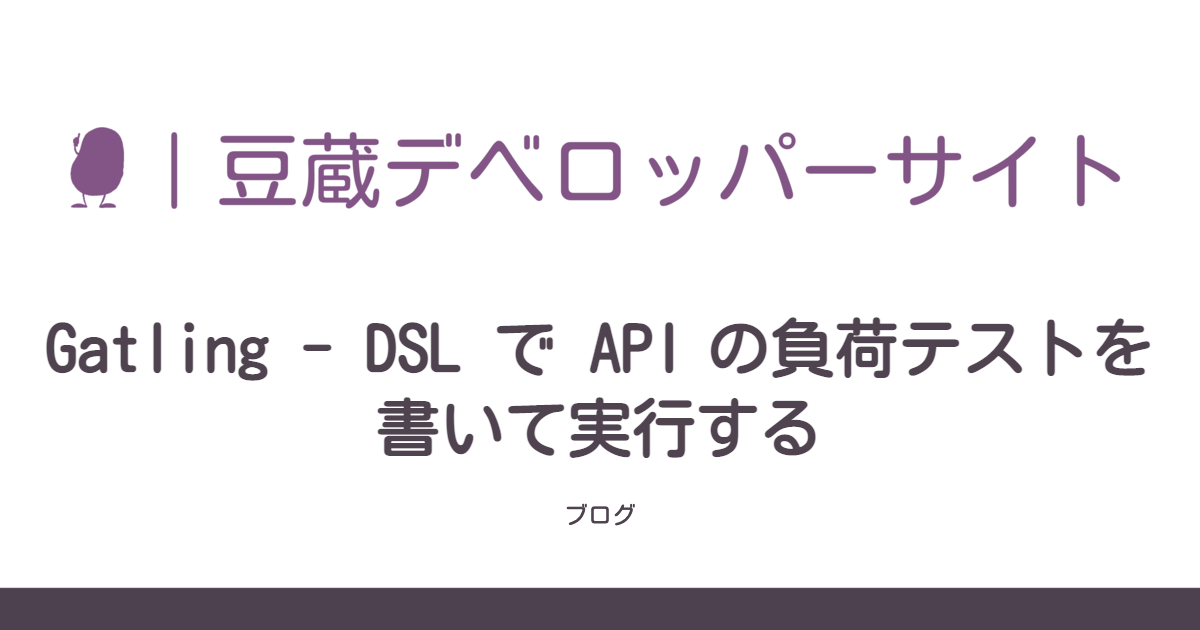 |豆蔵デベロッパーサイト
Gatling - DSL で API の負荷テストを
書いて実行する
ブログ